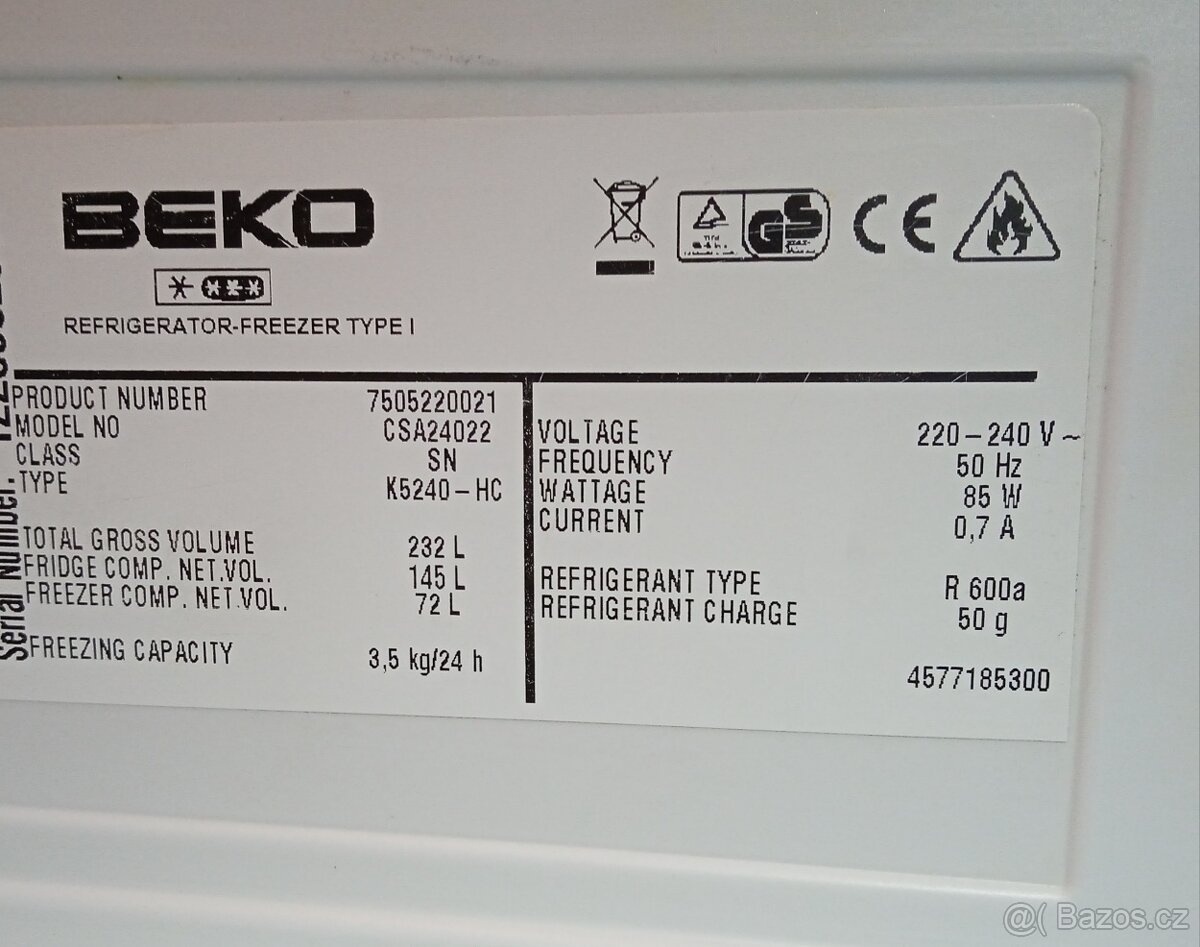 BEKO
REFRIGERATOR-FREEZER TYPE I
GS
CE
Serial Number.
PRODUCT NUMBER 7505220021
MODEL NO CSA24022
CLASS SN
TYPE K5240-HC
TOTAL GROSS VOLUME 232 L
FRIDGE COMP. NET.VOL. 145 L
FREEZER COMP. NET.VOL. 72 L
FREEZING CAPACITY 3,5 kg/24 h
VOLTAGE 220-240 V ~
FREQUENCY 50 Hz
WATTAGE 85 W
CURRENT 0,7 A
REFRIGERANT TYPE R 600a
REFRIGERANT CHARGE 50 g
4577185300
@( Bazos.cz